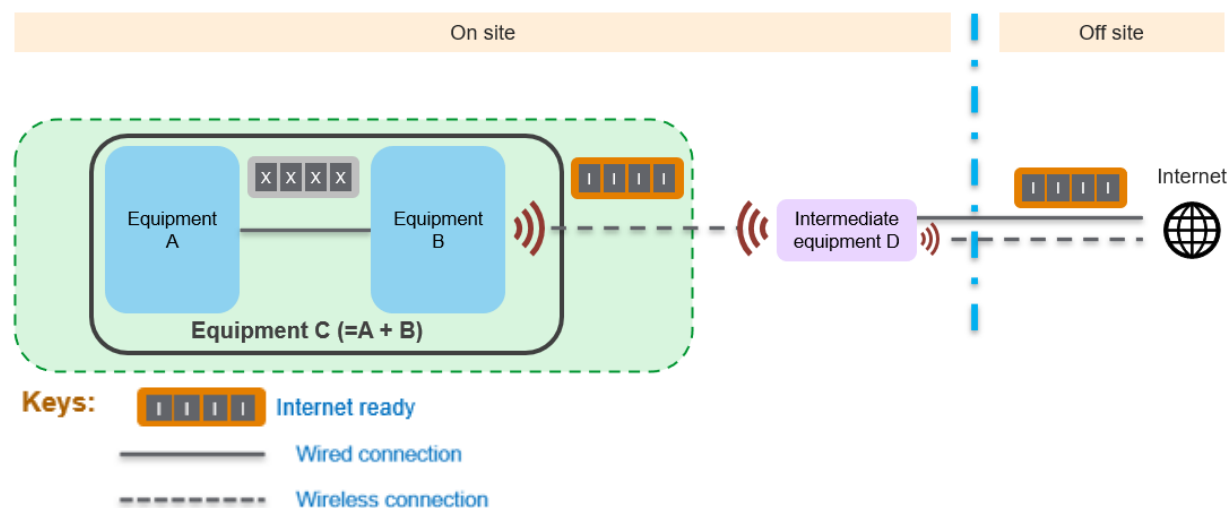 On site
Off site
X X X X
I I I I
I I I I
Internet
Equipment
A
Equipment
B
Intermediate
equipment D
Equipment C (=A + B)
Keys:
I I I I
Internet ready
Wired connection
Wireless connection